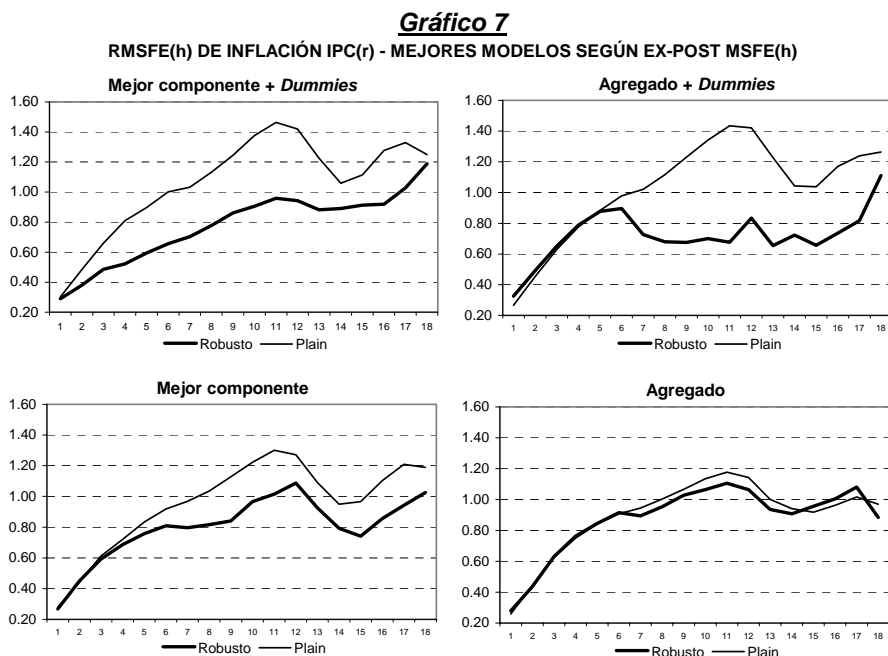 Gráfico 7
RMSFE(h) DE INFLACIÓN IPC(r) - MEJORES MODELOS SEGÚN EX-POST MSFE(h)
Mejor componente + Dummies
1.60
1.40
1.20
1.00
0.80
0.60
0.40
0.20
1 2 3 4 5 6 7 8 9 10 11 12 13 14 15 16 17 18
Robusto Plain
Agregado + Dummies
1.60
1.40
1.20
1.00
0.80
0.60
0.40
0.20
1 2 3 4 5 6 7 8 9 10 11 12 13 14 15 16 17 18
Robusto Plain
Mejor componente
1.60
1.40
1.20
1.00
0.80
0.60
0.40
0.20
1 2 3 4 5 6 7 8 9 10 11 12 13 14 15 16 17 18
Robusto Plain
Agregado
1.60
1.40
1.20
1.00
0.80
0.60
0.40
0.20
1 2 3 4 5 6 7 8 9 10 11 12 13 14 15 16 17 18
Robusto Plain